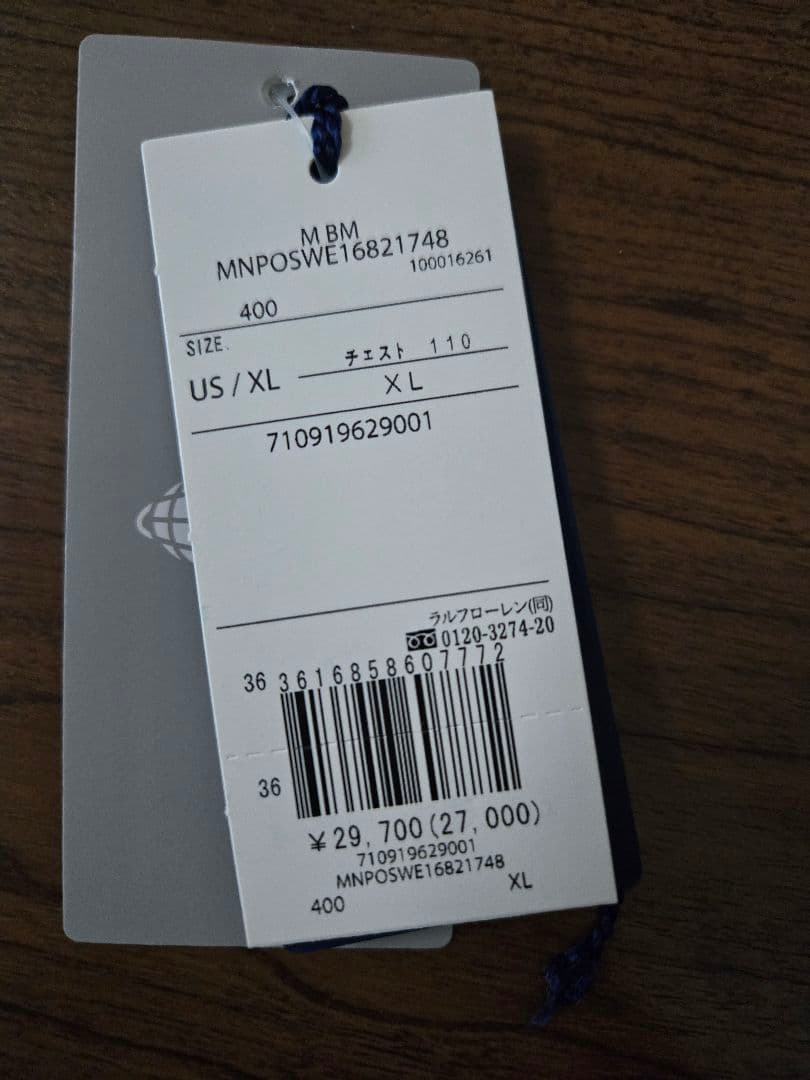 M BM
MNPOSWE16821748
100016261
400
SIZE.
チェスト 110
US / XL
XL
710919629001
ラルフローレン(同)
0120-3274-20
36 3616858607772
36
¥29,700(27,000)
710919629001
MNPOSWE16821748
400 XL